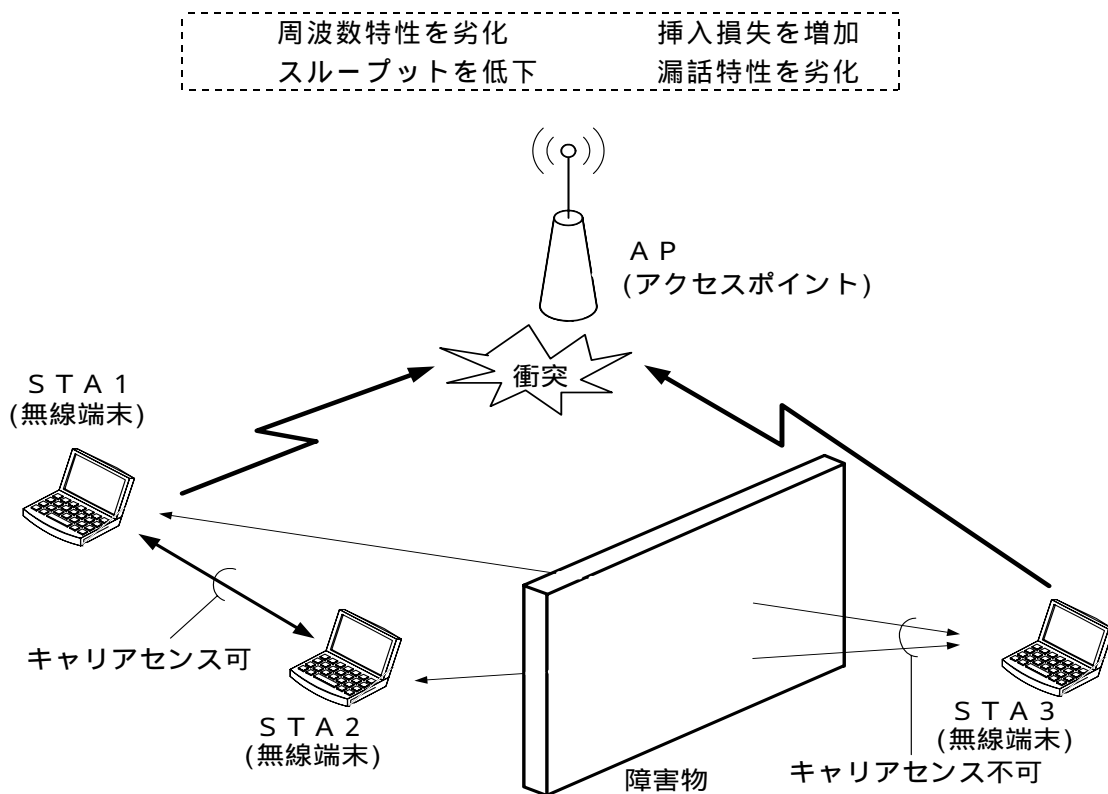 周波数特性を劣化 挿入損失を増加
スループットを低下 漏話特性を劣化
ＡＰ
(アクセスポイント)
衝突
ＳＴＡ１
(無線端末)
キャリアセンス可
ＳＴＡ２
(無線端末)
ＳＴＡ３
(無線端末)
キャリアセンス不可
障害物